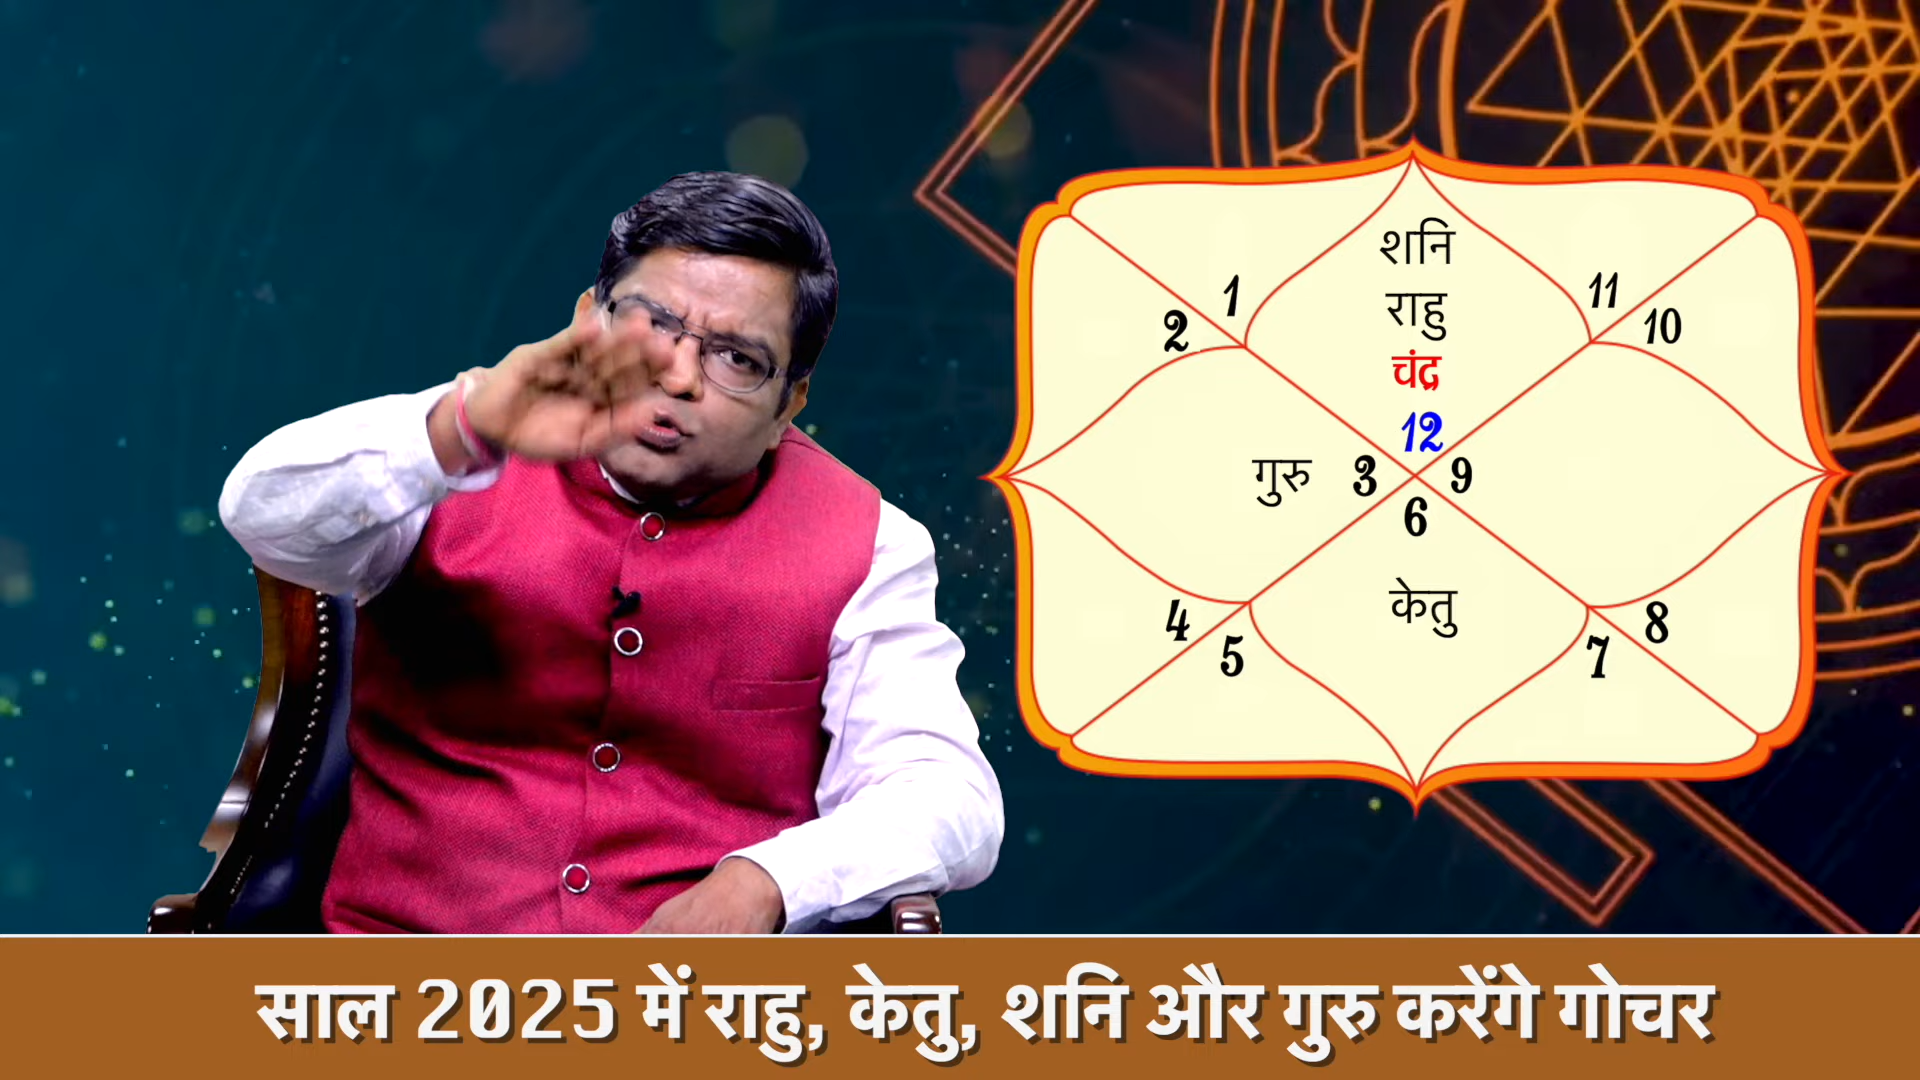 शनि
राहु
चंद्र
12
1
2
11
10
गुरु 3
9
6
केतु
4
5
8
7
साल 2025 में राहु, केतु, शनि और गुरु करेंगे गोचर